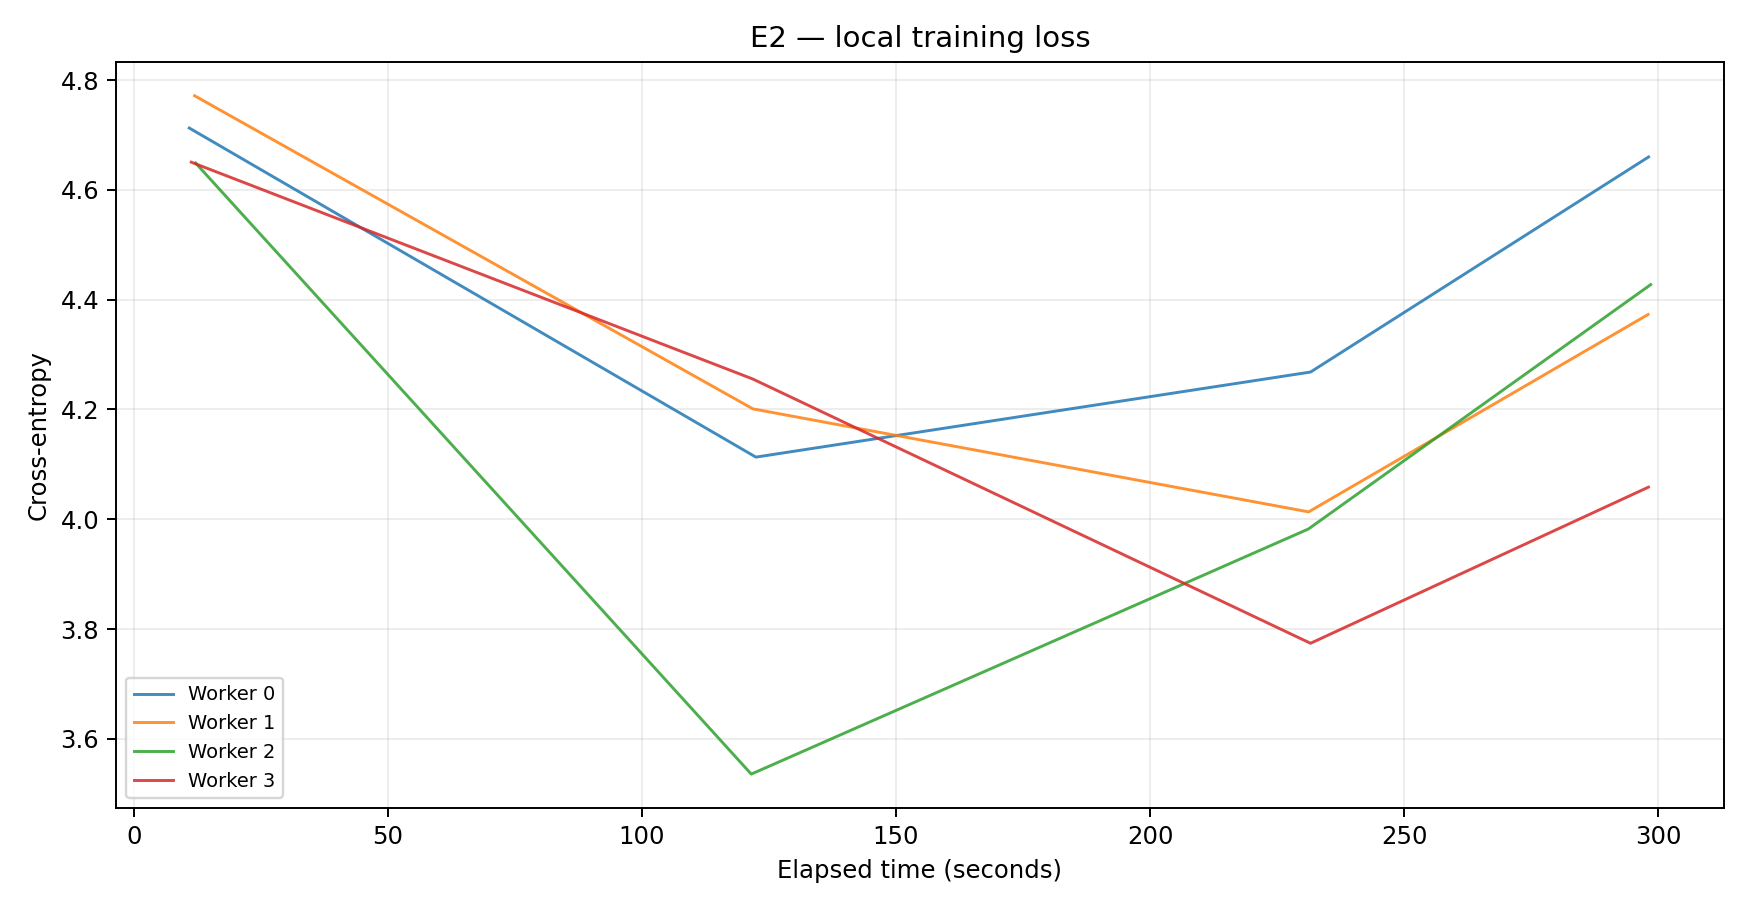 E2 — local training loss
Cross-entropy
4.8
4.6
4.4
4.2
4.0
3.8
3.6
Worker 0
Worker 1
Worker 2
Worker 3
0 50 100 150 200 250 300
Elapsed time (seconds)